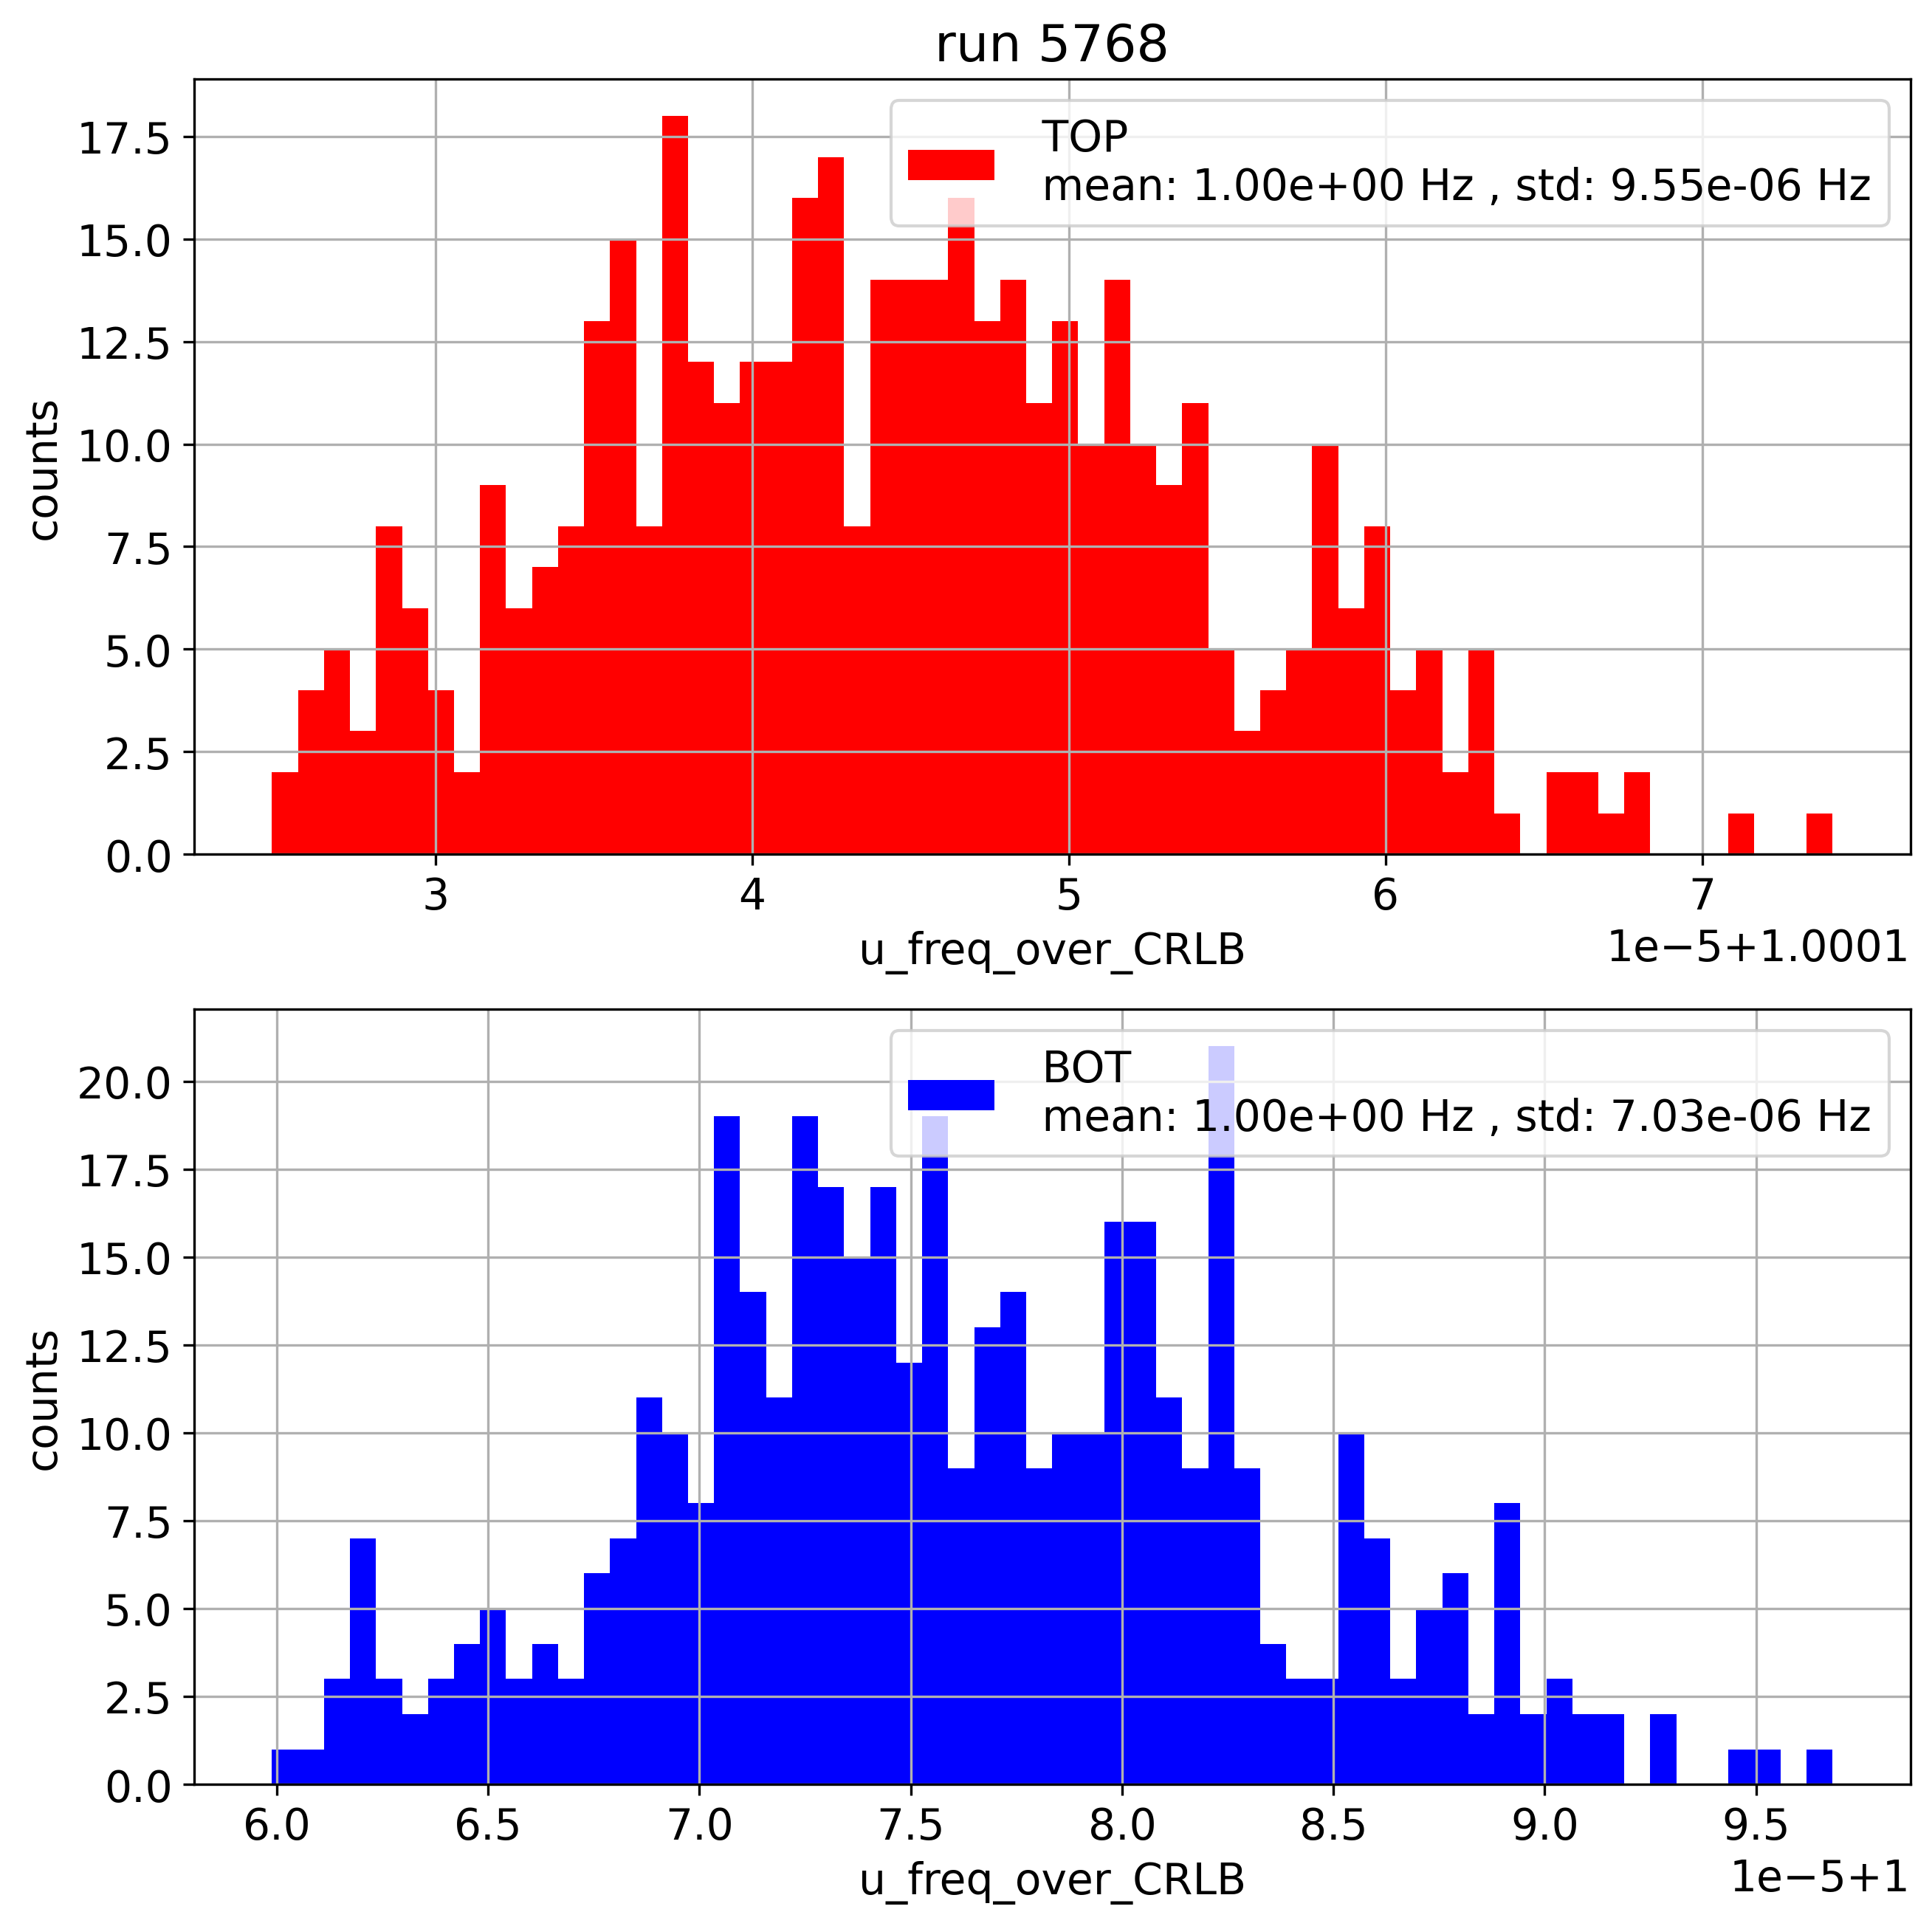 run 5768
17.5
15.0
12.5
10.0
7.5
5.0
2.5
0.0
counts
TOP
mean: 1.00e+00 Hz , std: 9.55e-06 Hz
3 4 5 6 7
u_freq_over_CRLB
1e−5+1.0001
20.0
17.5
15.0
12.5
10.0
7.5
5.0
2.5
0.0
counts
BOT
mean: 1.00e+00 Hz , std: 7.03e-06 Hz
6.0 6.5 7.0 7.5 8.0 8.5 9.0 9.5
u_freq_over_CRLB
1e−5+1